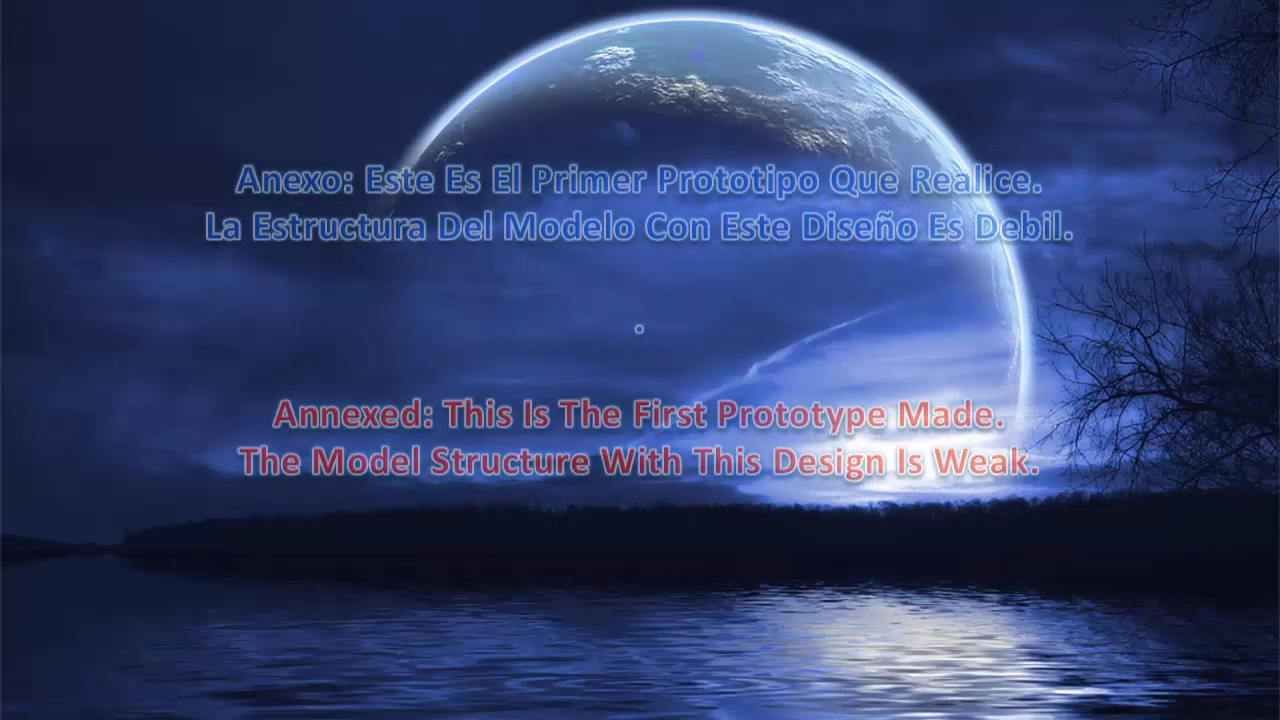 Anexo: Este Es El Primer Prototipo Que Realice.
La Estructura Del Modelo Con Este Diseño Es Debil.
Annexed: This Is The First Prototype Made.
The Model Structure With This Design Is Weak.